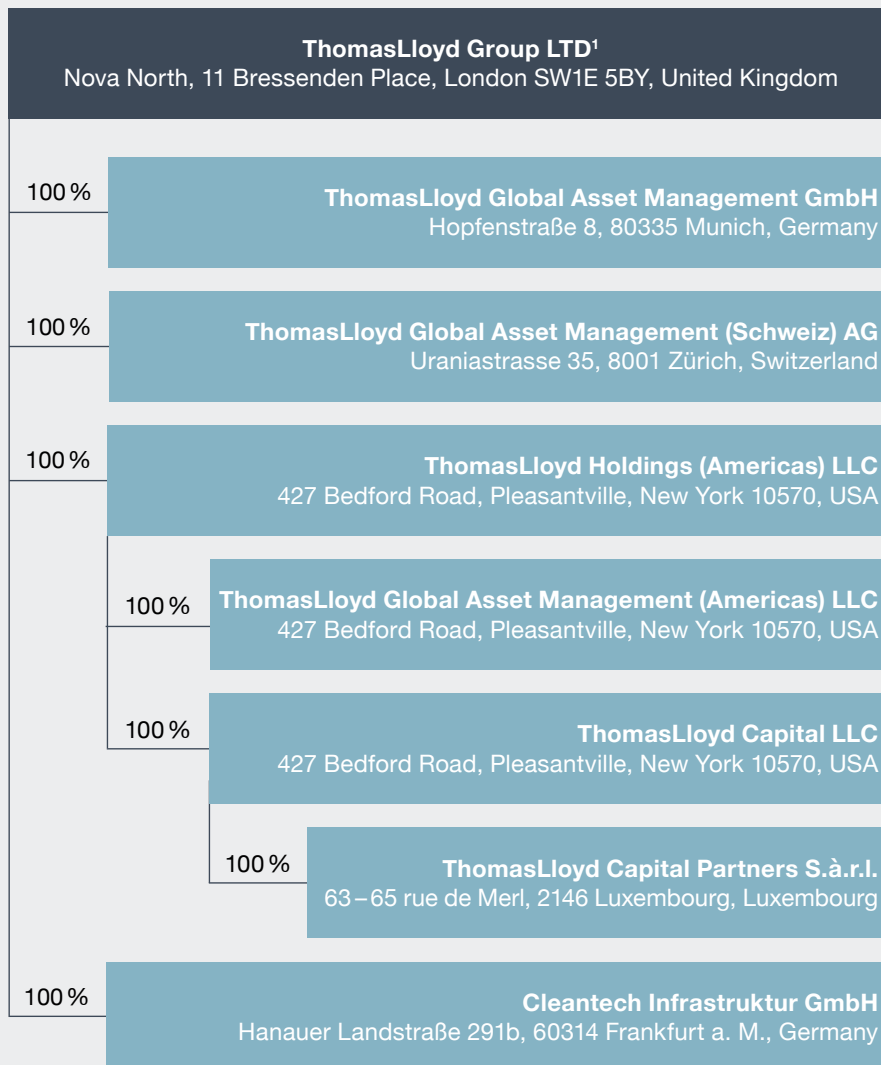 ThomasLloyd Group LTD¹
Nova North, 11 Bressenden Place, London SW1E 5BY, United Kingdom
100 %
ThomasLloyd Global Asset Management GmbH
Hopfenstraße 8, 80335 Munich, Germany
100 %
ThomasLloyd Global Asset Management (Schweiz) AG
Uraniastrasse 35, 8001 Zürich, Switzerland
100 %
ThomasLloyd Holdings (Americas) LLC
427 Bedford Road, Pleasantville, New York 10570, USA
100 %
ThomasLloyd Global Asset Management (Americas) LLC
427 Bedford Road, Pleasantville, New York 10570, USA
100 %
ThomasLloyd Capital LLC
427 Bedford Road, Pleasantville, New York 10570, USA
100 %
ThomasLloyd Capital Partners S.à.r.l.
63–65 rue de Merl, 2146 Luxembourg, Luxembourg
100 %
Cleantech Infrastruktur GmbH
Hanauer Landstraße 291b, 60314 Frankfurt a. M., Germany